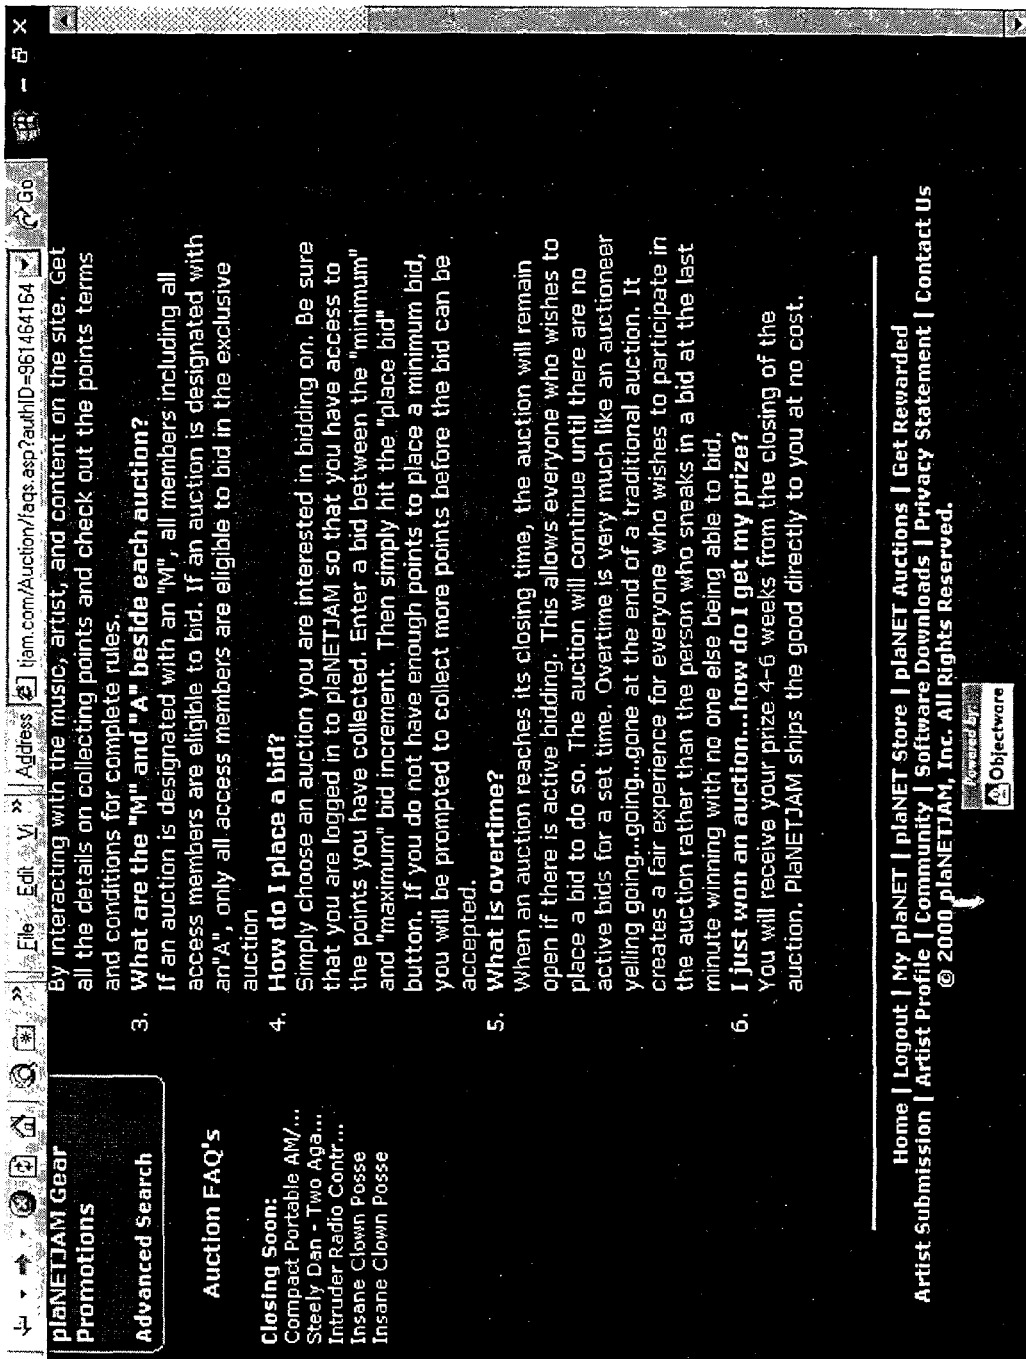 File Edit Vi » Address tjam.com/Auction/faqs.asp?authID=961464164 Go
plaNETJAM Gear
Promotions
Advanced Search
Auction FAQ's
Closing Soon:
Compact Portable AM/...
Steely Dan - Two Aga...
Intruder Radio Contr...
Insane Clown Posse
Insane Clown Posse
By interacting with the music, artist, and content on the site. Get
all the details on collecting points and check out the points terms
and conditions for complete rules.
3. What are the "M" and "A" beside each auction?
If an auction is designated with an "M", all members including all
access members are eligible to bid. If an auction is designated with
an"A", only all access members are eligible to bid in the exclusive
auction
4. How do I place a bid?
Simply choose an auction you are interested in bidding on. Be sure
that you are logged in to plaNETJAM so that you have access to
the points you have collected. Enter a bid between the "minimum"
and "maximum" bid increment. Then simply hit the "place bid"
button. If you do not have enough points to place a minimum bid,
you will be prompted to collect more points before the bid can be
accepted.
5. What is overtime?
When an auction reaches its closing time, the auction will remain
open if there is active bidding. This allows everyone who wishes to
place a bid to do so. The auction will continue until there are no
active bids for a set time. Overtime is very much like an auctioneer
yelling going...going...gone at the end of a traditional auction. It
creates a fair experience for everyone who wishes to participate in
the auction rather than the person who sneaks in a bid at the last
minute winning with no one else being able to bid.
6. I just won an auction...how do I get my prize?
You will receive your prize 4-6 weeks from the closing of the
auction. PlaNETJAM ships the good directly to you at no cost.
Home | Logout | My plaNET | plaNET Store | plaNET Auctions | Get Rewarded
Artist Submission | Artist Profile | Community | Software Downloads | Privacy Statement | Contact Us
© 2000 plaNETJAM, Inc. All Rights Reserved.
Powered By
Objectware